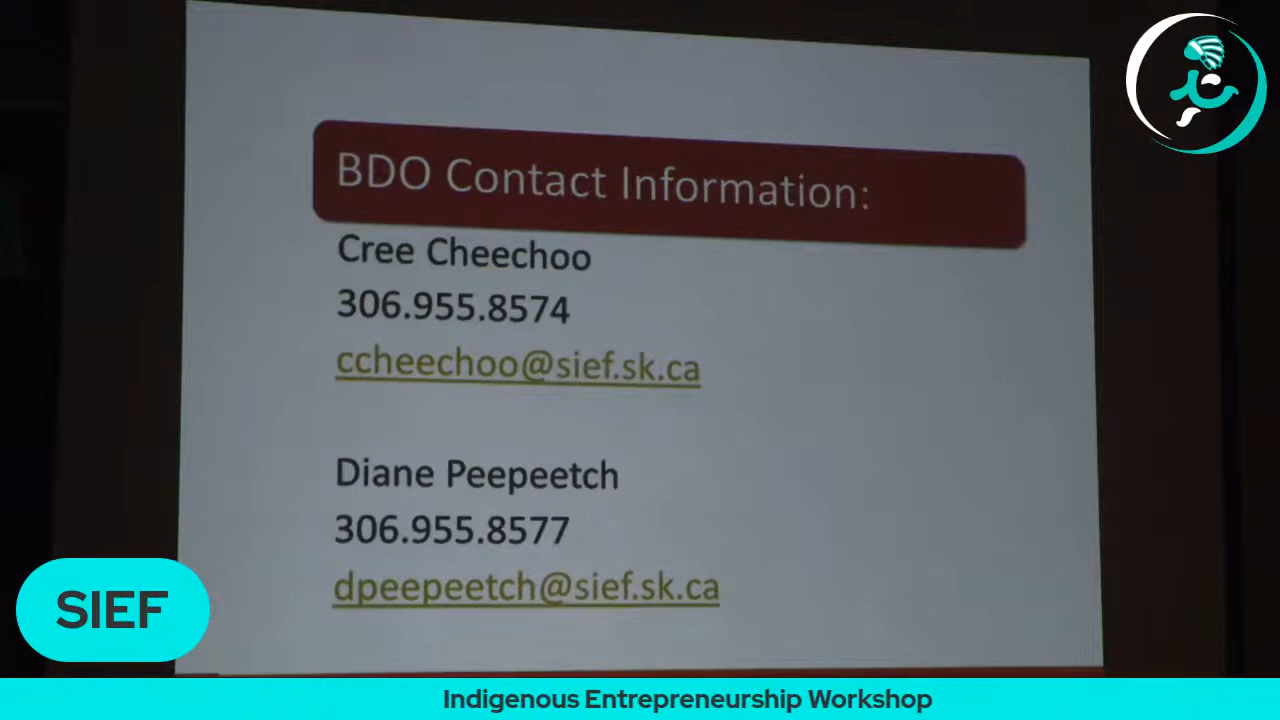 BDO Contact Information:
Cree Cheechoo
306.955.8574
ccheechoo@sief.sk.ca
Diane Peepeetch
306.955.8577
dpeepeetch@sief.sk.ca
SIEF
Indigenous Entrepreneurship Workshop